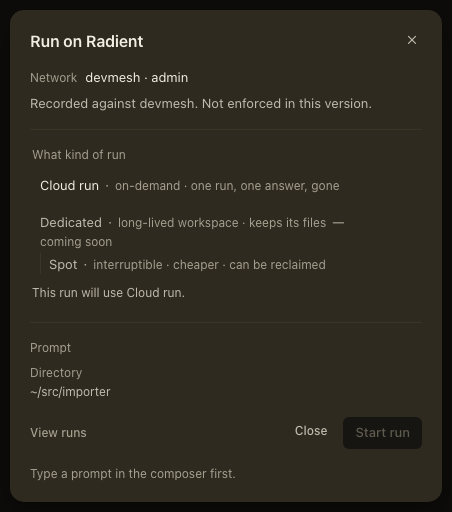 Run on Radient
Network devmesh · admin
Recorded against devmesh. Not enforced in this version.
What kind of run
Cloud run · on-demand · one run, one answer, gone
Dedicated · long-lived workspace · keeps its files —
coming soon
Spot · interruptible · cheaper · can be reclaimed
This run will use Cloud run.
Prompt
Directory
~/src/importer
View runs Close Start run
Type a prompt in the composer first.